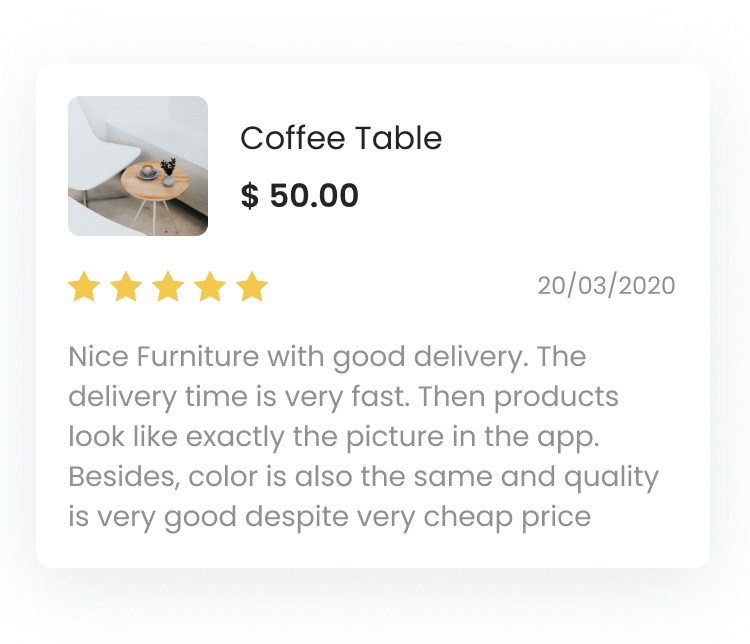 Coffee Table
$ 50.00
20/03/2020
Nice Furniture with good delivery. The
delivery time is very fast. Then products
look like exactly the picture in the app.
Besides, color is also the same and quality
is very good despite very cheap price